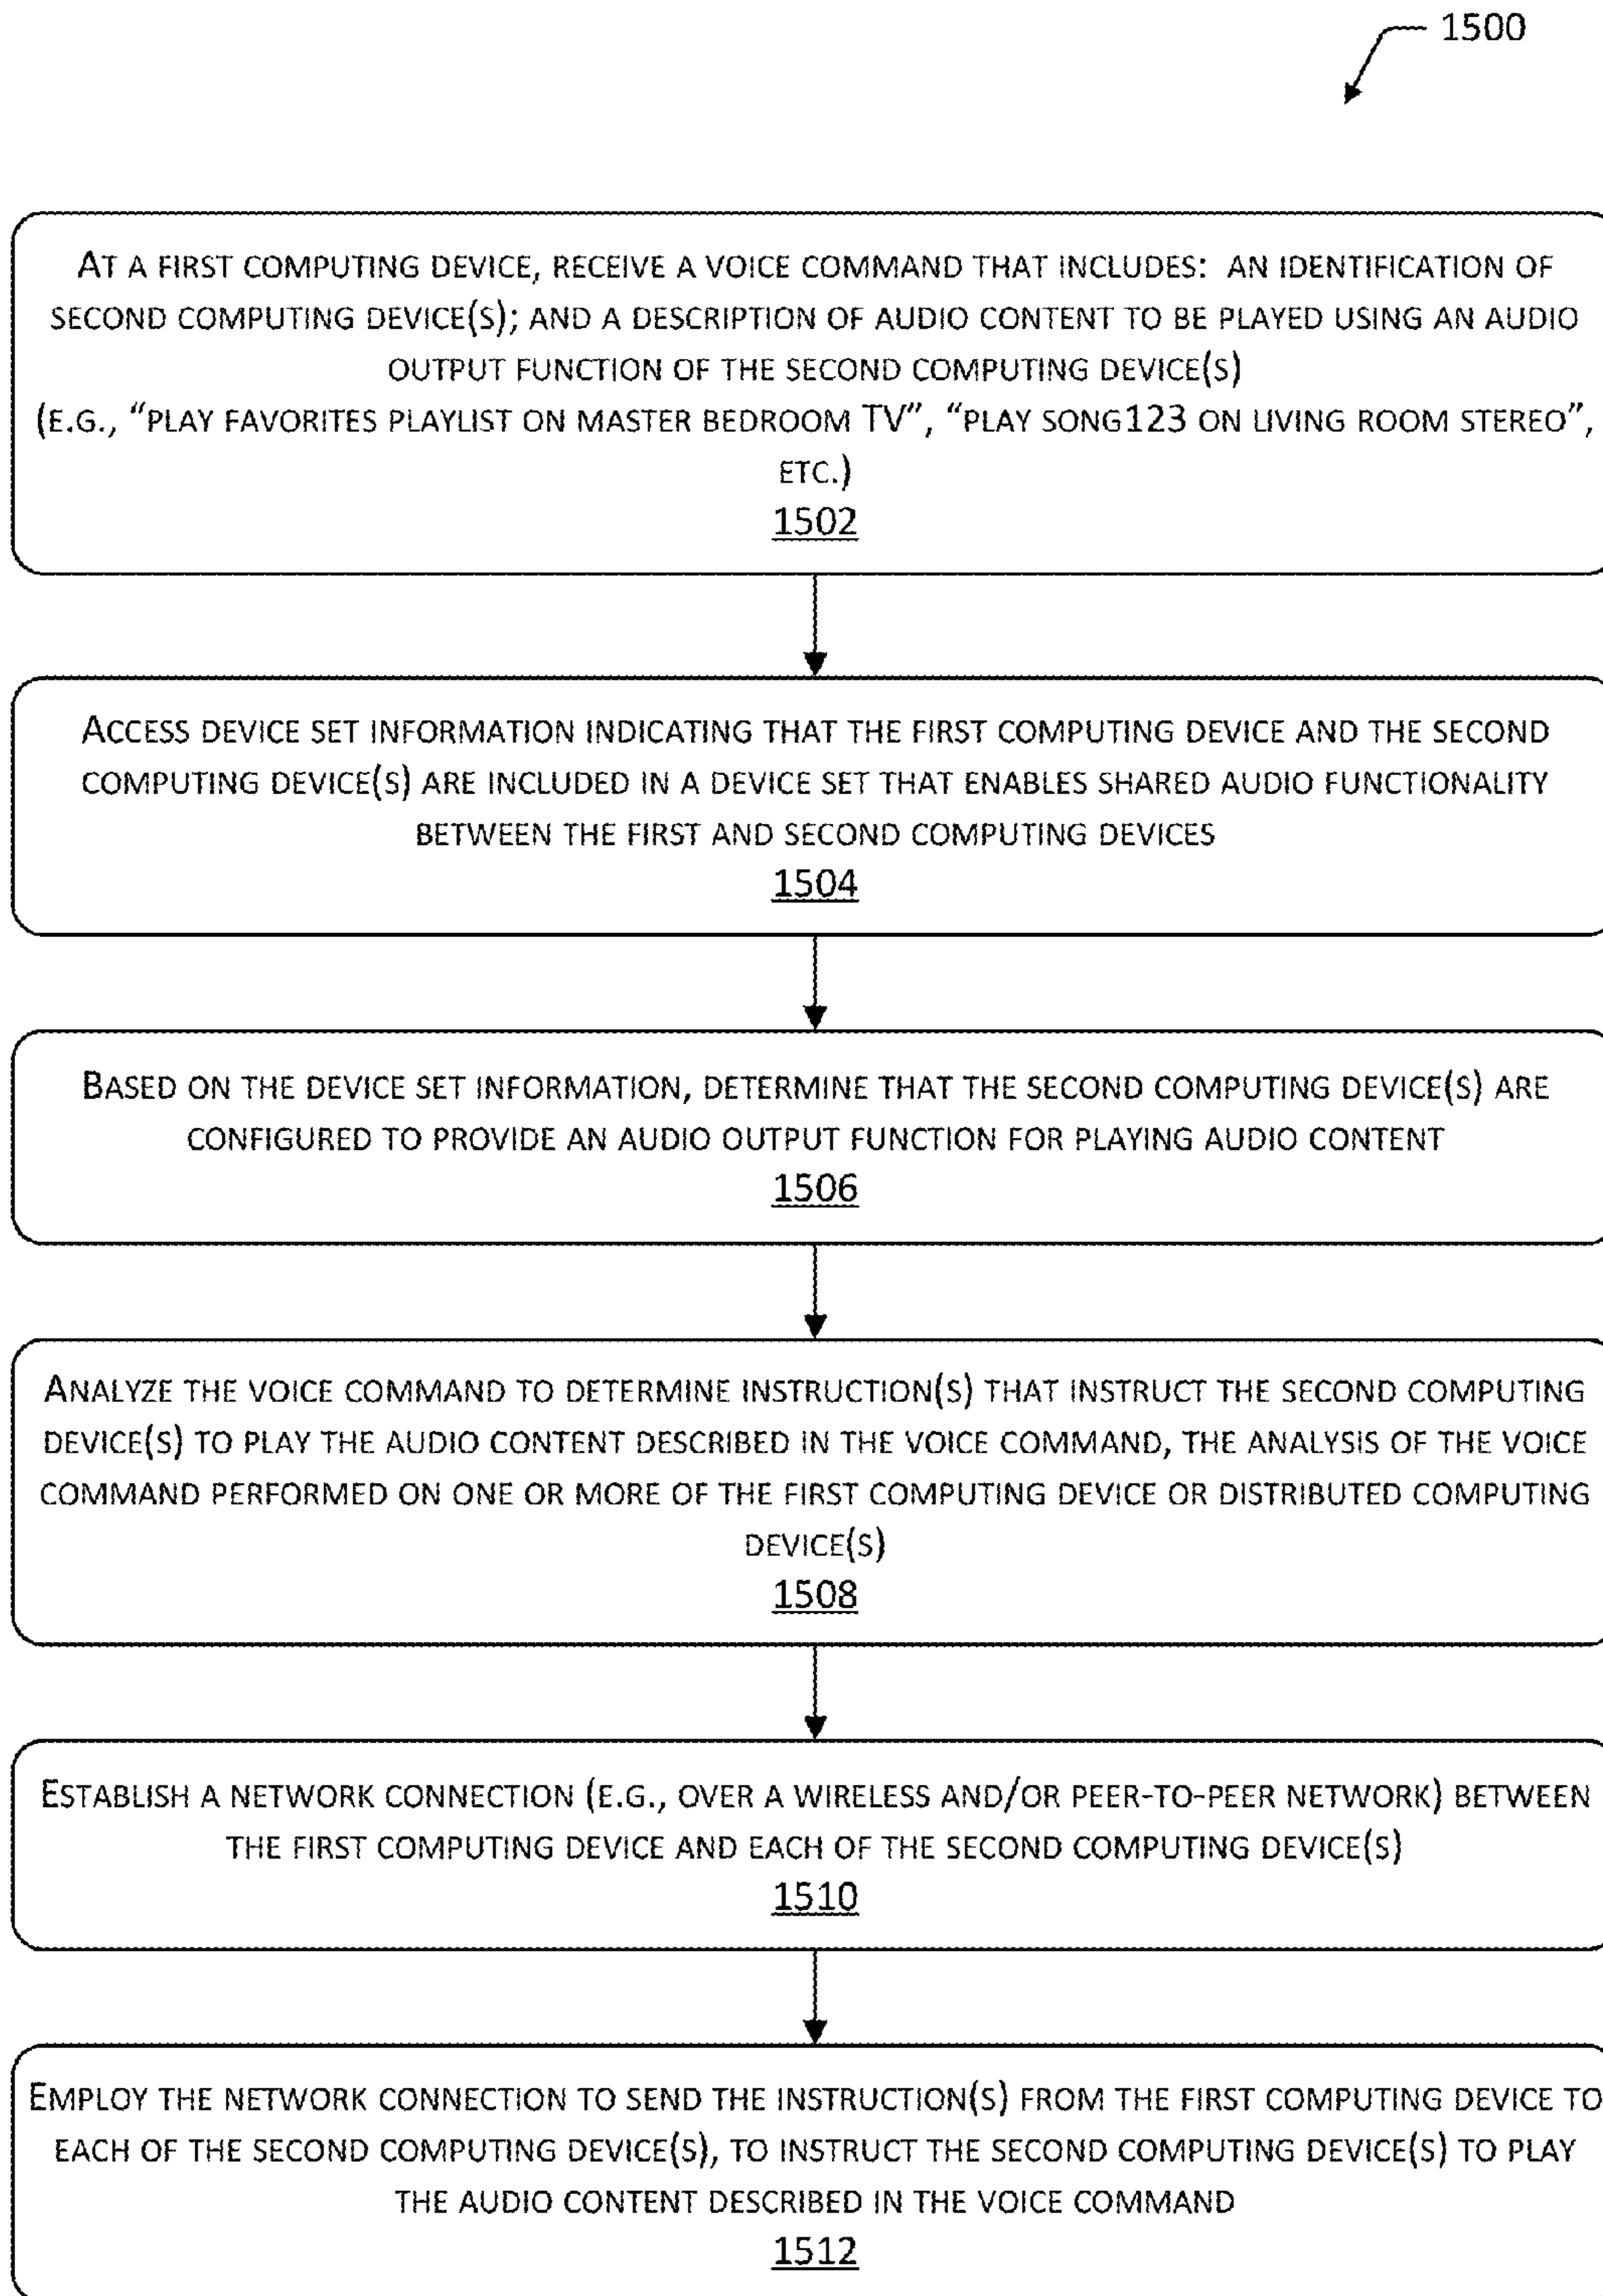 1500
AT A FIRST COMPUTING DEVICE, RECEIVE A VOICE COMMAND THAT INCLUDES: AN IDENTIFICATION OF
SECOND COMPUTING DEVICE(S); AND A DESCRIPTION OF AUDIO CONTENT TO BE PLAYED USING AN AUDIO
OUTPUT FUNCTION OF THE SECOND COMPUTING DEVICE(S)
(E.G., “PLAY FAVORITES PLAYLIST ON MASTER BEDROOM TV”, “PLAY SONG123 ON LIVING ROOM STEREO”,
ETC.)
1502
ACCESS DEVICE SET INFORMATION INDICATING THAT THE FIRST COMPUTING DEVICE AND THE SECOND
COMPUTING DEVICE(S) ARE INCLUDED IN A DEVICE SET THAT ENABLES SHARED AUDIO FUNCTIONALITY
BETWEEN THE FIRST AND SECOND COMPUTING DEVICES
1504
BASED ON THE DEVICE SET INFORMATION, DETERMINE THAT THE SECOND COMPUTING DEVICE(S) ARE
CONFIGURED TO PROVIDE AN AUDIO OUTPUT FUNCTION FOR PLAYING AUDIO CONTENT
1506
ANALYZE THE VOICE COMMAND TO DETERMINE INSTRUCTION(S) THAT INSTRUCT THE SECOND COMPUTING
DEVICE(S) TO PLAY THE AUDIO CONTENT DESCRIBED IN THE VOICE COMMAND, THE ANALYSIS OF THE VOICE
COMMAND PERFORMED ON ONE OR MORE OF THE FIRST COMPUTING DEVICE OR DISTRIBUTED COMPUTING
DEVICE(S)
1508
ESTABLISH A NETWORK CONNECTION (E.G., OVER A WIRELESS AND/OR PEER-TO-PEER NETWORK) BETWEEN
THE FIRST COMPUTING DEVICE AND EACH OF THE SECOND COMPUTING DEVICE(S)
1510
EMPLOY THE NETWORK CONNECTION TO SEND THE INSTRUCTION(S) FROM THE FIRST COMPUTING DEVICE TO
EACH OF THE SECOND COMPUTING DEVICE(S), TO INSTRUCT THE SECOND COMPUTING DEVICE(S) TO PLAY
THE AUDIO CONTENT DESCRIBED IN THE VOICE COMMAND
1512